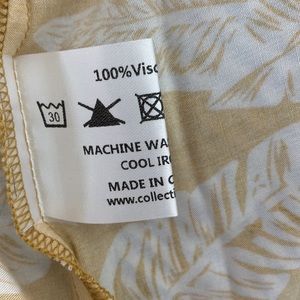 100%Visc
30
MACHINE WA
COOL IRO
MADE IN C
www.collecti